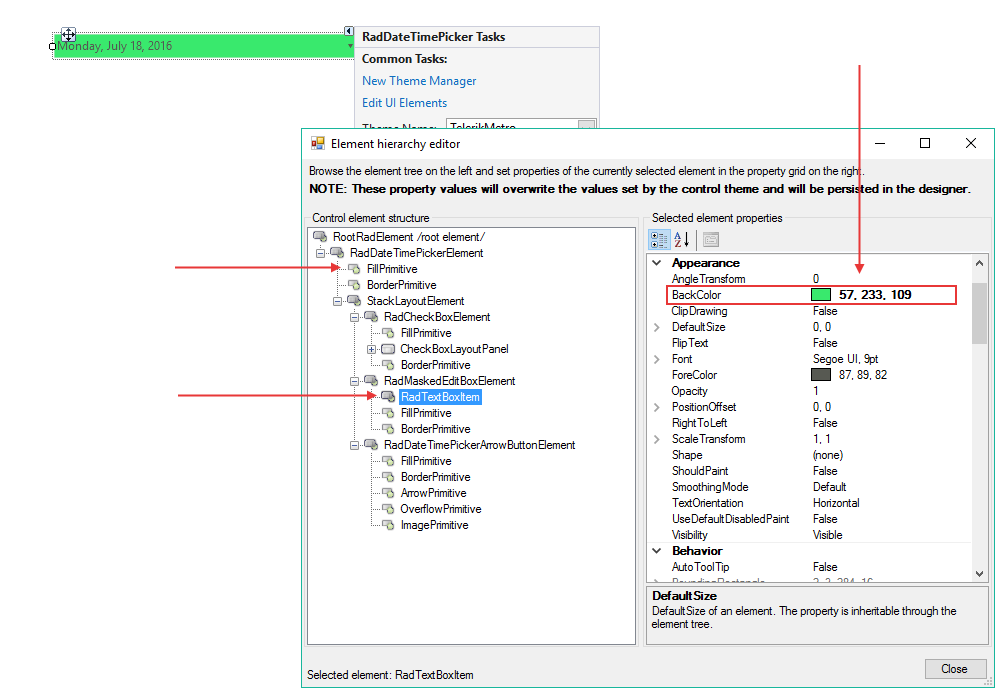 Monday, July 18, 2016
RadDateTimePicker Tasks
Common Tasks:
New Theme Manager
Edit UI Elements
Theme Name: TelerikMetro
Element hierarchy editor
Browse the element tree on the left and set properties of the currently selected element in the property grid on the right.
NOTE: These property values will overwrite the values set by the control theme and will be persisted in the designer.
Control element structure
RootRadElement /root element/
RadDateTimePickerElement
FillPrimitive
BorderPrimitive
StackLayoutElement
RadCheckBoxElement
FillPrimitive
CheckBoxLayoutPanel
BorderPrimitive
RadMaskedEditBoxElement
RadTextBoxItem
FillPrimitive
BorderPrimitive
RadDateTimePickerArrowButtonElement
FillPrimitive
BorderPrimitive
ArrowPrimitive
OverflowPrimitive
ImagePrimitive
Selected element properties
Appearance
AngleTransform 0
BackColor 57, 233, 109
ClipDrawing False
DefaultSize 0, 0
FlipText False
Font Segoe UI, 9pt
ForeColor 87, 89, 82
Opacity 1
PositionOffset 0, 0
RightToLeft False
ScaleTransform 1, 1
Shape (none)
ShouldPaint False
SmoothingMode Default
TextOrientation Horizontal
UseDefaultDisabledPaint False
Visibility Visible
Behavior
AutoToolTip False
BoundingRectangle
DefaultSize
DefaultSize of an element. The property is inheritable through the
element tree.
Selected element: RadTextBoxItem
Close